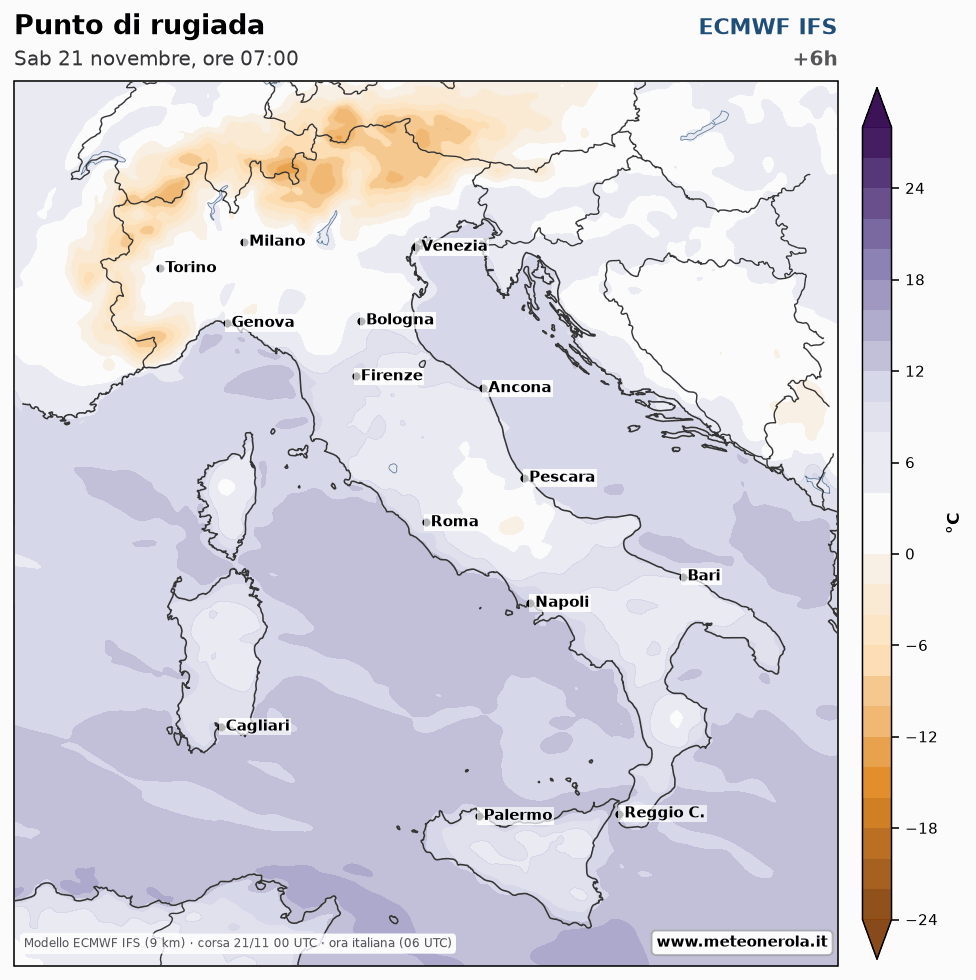 Punto di rugiada
ECMWF IFS
Sab 21 novembre, ore 07:00
+6h
Milano
Venezia
Torino
Genova
Bologna
Firenze
Ancona
Pescara
Roma
Bari
Napoli
Cagliari
Palermo
Reggio C.
24
18
12
6
0
−6
−12
−18
−24
°C
Modello ECMWF IFS (9 km) · corsa 21/11 00 UTC · ora italiana (06 UTC)
www.meteonerola.it